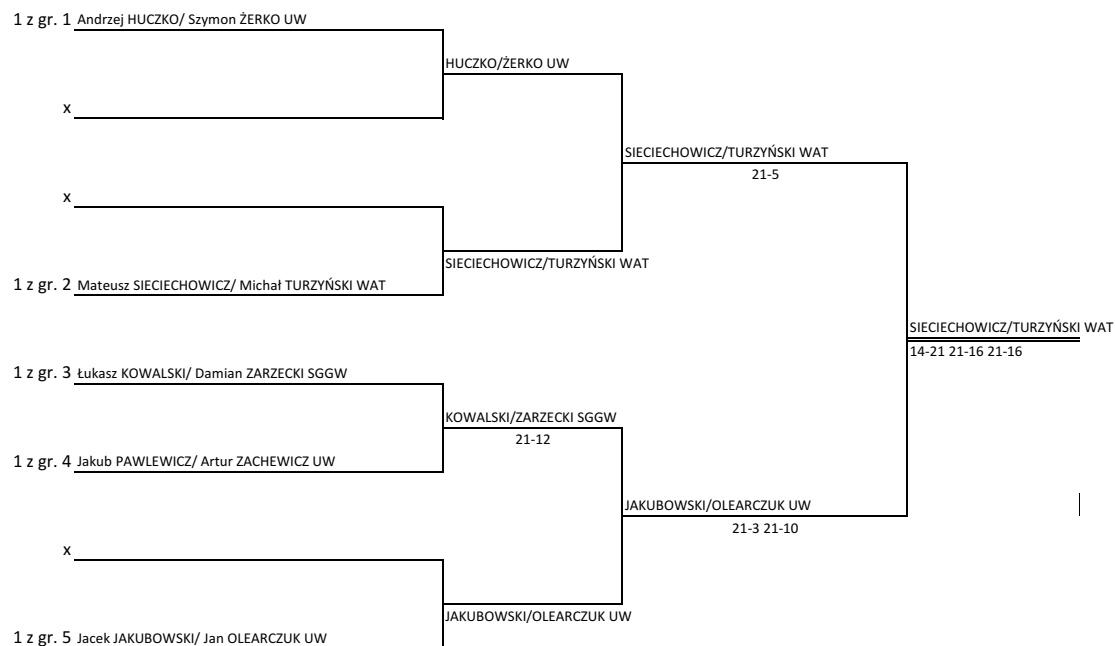 1 z gr. 1 Andrzej HUCZKO/ Szymon ŻERKO UW
HUCZKO/ŻERKO UW
x
SIECIECHOWICZ/TURZYŃSKI WAT
21-5
x
SIECIECHOWICZ/TURZYŃSKI WAT
1 z gr. 2 Mateusz SIECIECHOWICZ/ Michał TURZYŃSKI WAT
SIECIECHOWICZ/TURZYŃSKI WAT
14-21 21-16 21-16
1 z gr. 3 Łukasz KOWALSKI/ Damian ZARZECKI SGGW
KOWALSKI/ZARZECKI SGGW
21-12
1 z gr. 4 Jakub PAWLEWICZ/ Artur ZACHEWICZ UW
JAKUBOWSKI/OLEARCZUK UW
21-3 21-10
x
JAKUBOWSKI/OLEARCZUK UW
1 z gr. 5 Jacek JAKUBOWSKI/ Jan OLEARCZUK UW